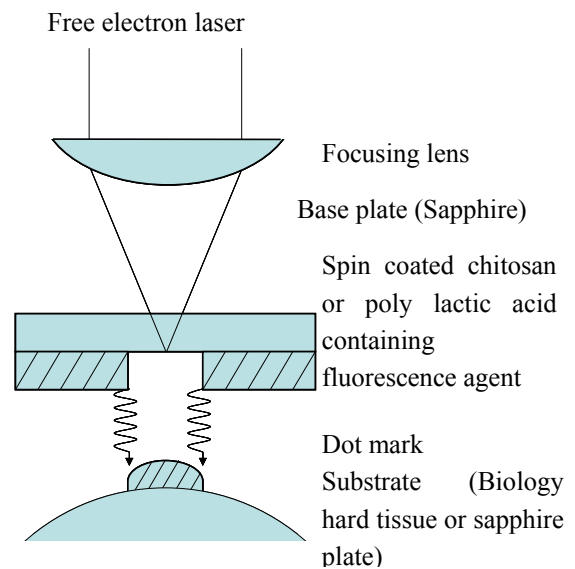 Free electron laser
Focusing lens
Base plate (Sapphire)
Spin coated chitosan
or poly lactic acid
containing
fluorescence agent
Dot mark
Substrate (Biology
hard tissue or sapphire
plate)